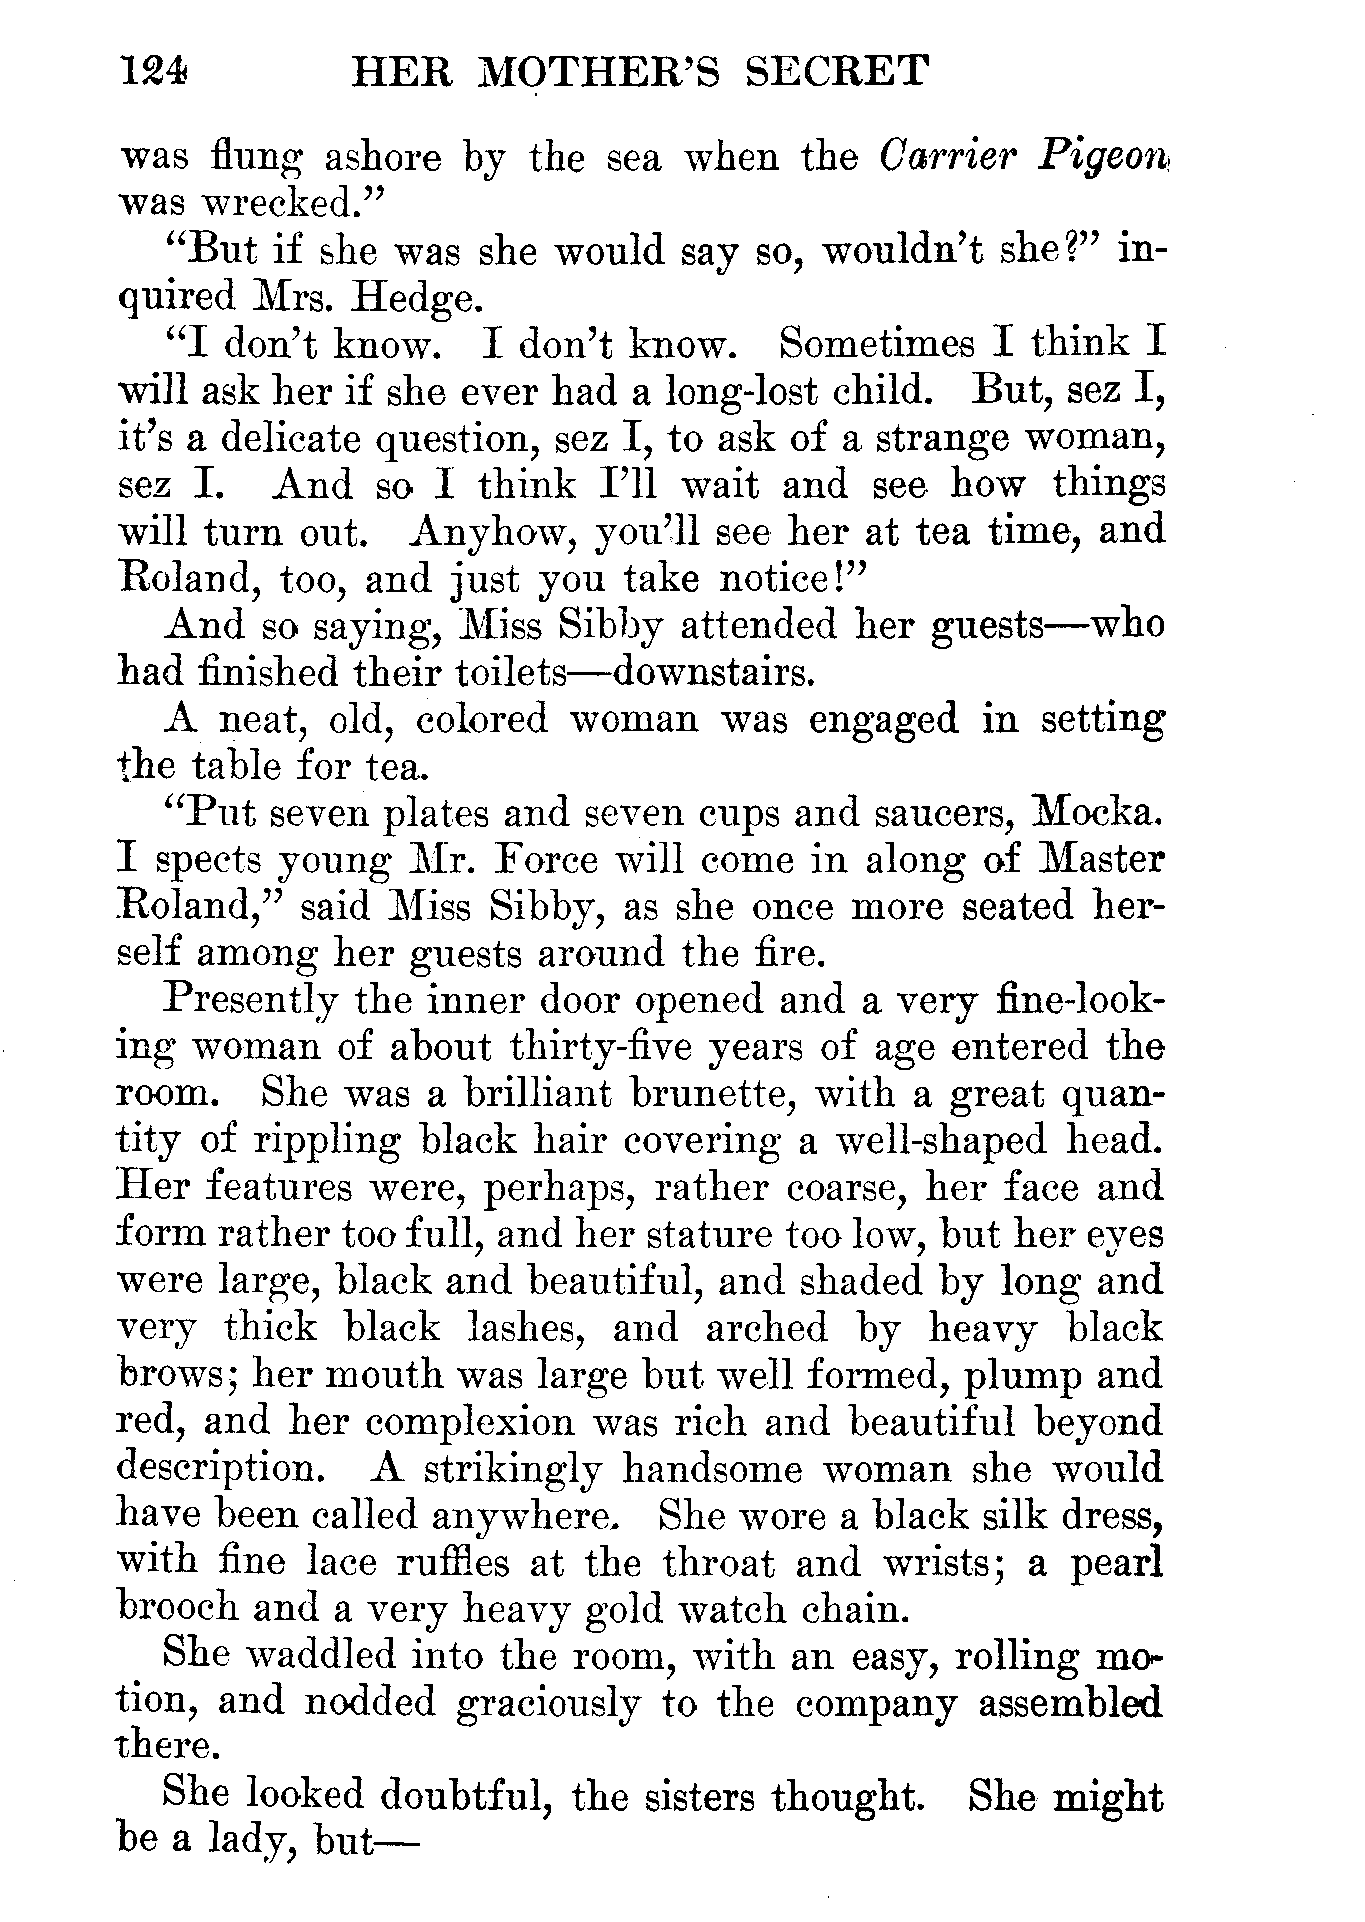 124 HER MOTHER'S SECRET
was flung ashore by the sea when the Carrier Pigeon
was wrecked."
"But if she was she would say so, wouldn't she?" in-
quired Mrs. Hedge.
"I don't know. I don't know. Sometimes I think I
will ask her if she ever had a long-lost child. But, sez I,
it's a delicate question, sez I, to ask of a strange woman,
sez I. And so I think I'll wait and see how things
will turn out. Anyhow, you'll see her at tea time, and
Roland, too, and just you take notice!"
And so saying, Miss Sibby attended her guests—who
had finished their toilets—downstairs.
A neat, old, colored woman was engaged in setting
the table for tea.
"Put seven plates and seven cups and saucers, Mocka.
I spects young Mr. Force will come in along of Master
Roland," said Miss Sibby, as she once more seated her-
self among her guests around the fire.
Presently the inner door opened and a very fine-look-
ing woman of about thirty-five years of age entered the
room. She was a brilliant brunette, with a great quan-
tity of rippling black hair covering a well-shaped head.
Her features were, perhaps, rather coarse, her face and
form rather too full, and her stature too low, but her eyes
were large, black and beautiful, and shaded by long and
very thick black lashes, and arched by heavy black
brows; her mouth was large but well formed, plump and
red, and her complexion was rich and beautiful beyond
description. A strikingly handsome woman she would
have been called anywhere. She wore a black silk dress,
with fine lace ruffles at the throat and wrists; a pearl
brooch and a very heavy gold watch chain.
She waddled into the room, with an easy, rolling mo-
tion, and nodded graciously to the company assembled
there.
She looked doubtful, the sisters thought. She might
be a lady, but—